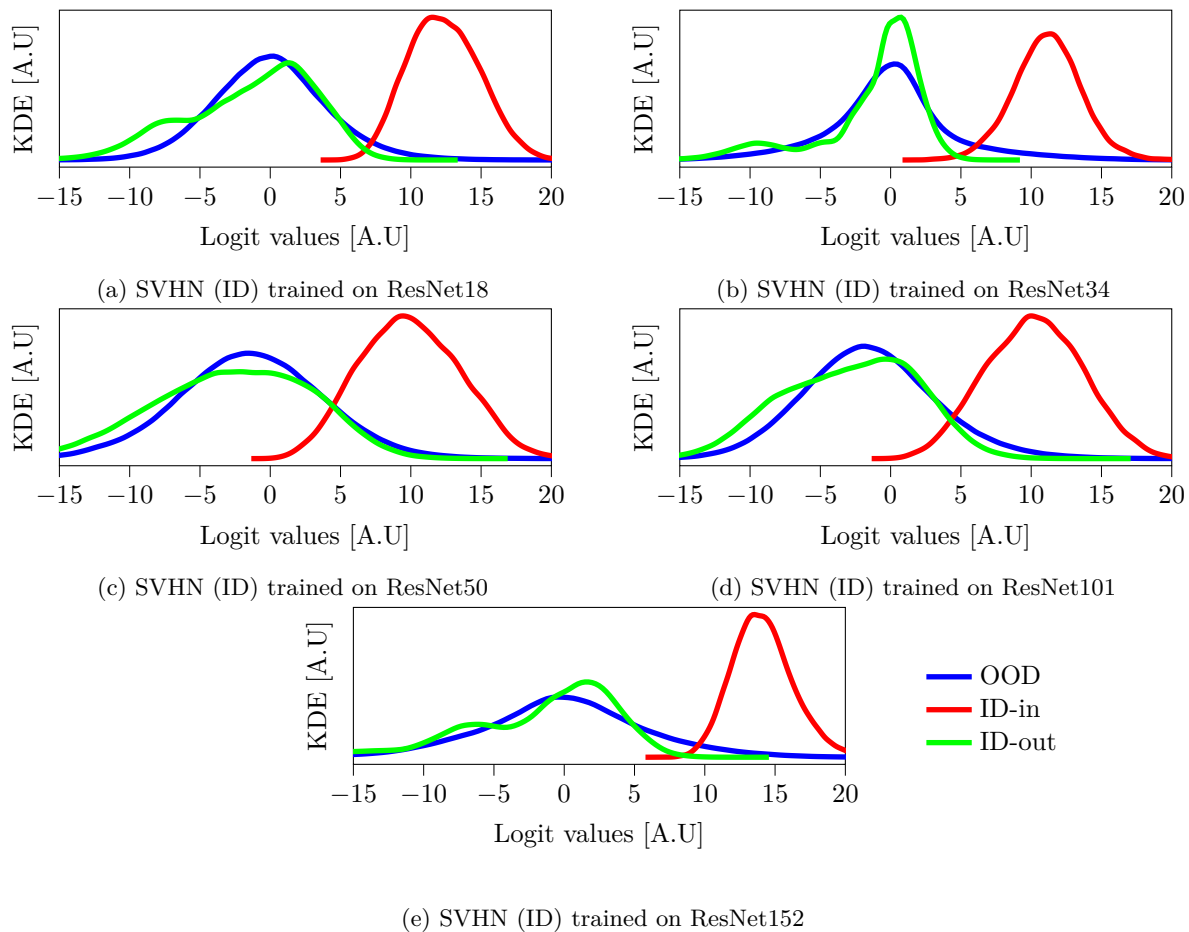 KDE [A.U]
−15 −10 −5 0 5 10 15 20
Logit values [A.U]
(a) SVHN (ID) trained on ResNet18
KDE [A.U]
−15 −10 −5 0 5 10 15 20
Logit values [A.U]
(b) SVHN (ID) trained on ResNet34
KDE [A.U]
−15 −10 −5 0 5 10 15 20
Logit values [A.U]
(c) SVHN (ID) trained on ResNet50
KDE [A.U]
−15 −10 −5 0 5 10 15 20
Logit values [A.U]
(d) SVHN (ID) trained on ResNet101
KDE [A.U]
−15 −10 −5 0 5 10 15 20
Logit values [A.U]
OOD
ID-in
ID-out
(e) SVHN (ID) trained on ResNet152